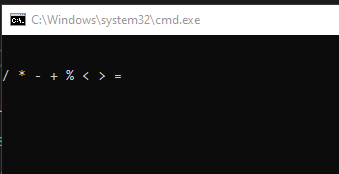 C:\Windows\system32\cmd.exe
/ * - + % < > =